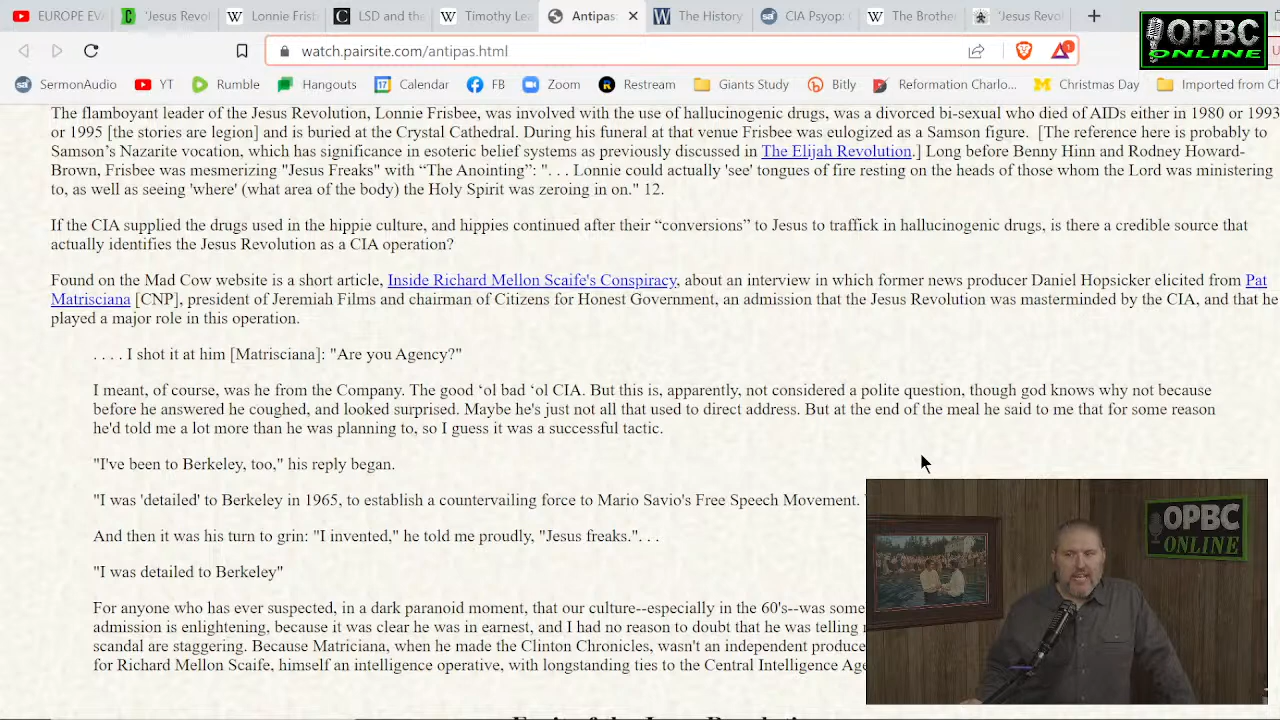 EUROPE EV
'Jesus Revol
Lonnie Fris
LSD and the
Antipas:
The History
CIA Psyop:
The Brothe
'Jesus Revo
OPBC
ONLINE
watch.pairsite.com/antipas.html
1
SermonAudio
YT
Rumble
Hangouts
17
Calendar
FB
Zoom
Restream
Giants Study
Bitly
Reformation Charlo...
Christmas Day
Imported from
The flamboyant leader of the Jesus Revolution, Lonnie Frisbee, was involved with the use of hallucinogenic drugs, was a divorced bi-sexual who died of AIDs either in 1980 or 1993
or 1995 [the stories are legion] and is buried at the Crystal Cathedral. During his funeral at that venue Frisbee was eulogized as a Samson figure. [The reference here is probably to
Samson's Nazarite vocation, which has significance in esoteric belief systems as previously discussed in The Elijah Revolution.] Long before Benny Hinn and Rodney Howard-
Brown, Frisbee was mesmerizing "Jesus Freaks" with “The Anointing”: ". . . Lonnie could actually 'see' tongues of fire resting on the heads of those whom the Lord was ministering
to, as well as seeing 'where' (what area of the body) the Holy Spirit was zeroing in on." 12.
If the CIA supplied the drugs used in the hippie culture, and hippies continued after their “conversions” to Jesus to traffick in hallucinogenic drugs, is there a credible source that
actually identifies the Jesus Revolution as a CIA operation?
Found on the Mad Cow website is a short article, Inside Richard Mellon Scaife's Conspiracy, about an interview in which former news producer Daniel Hopsicker elicited from Pat
Matrisciana [CNP], president of Jeremiah Films and chairman of Citizens for Honest Government, an admission that the Jesus Revolution was masterminded by the CIA, and that he
played a major role in this operation.
. . . . I shot it at him [Matrisciana]: "Are you Agency?"
I meant, of course, was he from the Company. The good ‘ol bad ‘ol CIA. But this is, apparently, not considered a polite question, though god knows why not because
before he answered he coughed, and looked surprised. Maybe he's just not all that used to direct address. But at the end of the meal he said to me that for some reason
he'd told me a lot more than he was planning to, so I guess it was a successful tactic.
"I've been to Berkeley, too," his reply began.
"I was 'detailed' to Berkeley in 1965, to establish a countervailing force to Mario Savio's Free Speech Movement.
And then it was his turn to grin: "I invented," he told me proudly, "Jesus freaks.". . .
"I was detailed to Berkeley"
For anyone who has ever suspected, in a dark paranoid moment, that our culture--especially in the 60's--was some
admission is enlightening, because it was clear he was in earnest, and I had no reason to doubt that he was telling
scandal are staggering. Because Matriciana, when he made the Clinton Chronicles, wasn't an independent produce
for Richard Mellon Scaife, himself an intelligence operative, with longstanding ties to the Central Intelligence Age
OPBC
ONLINE